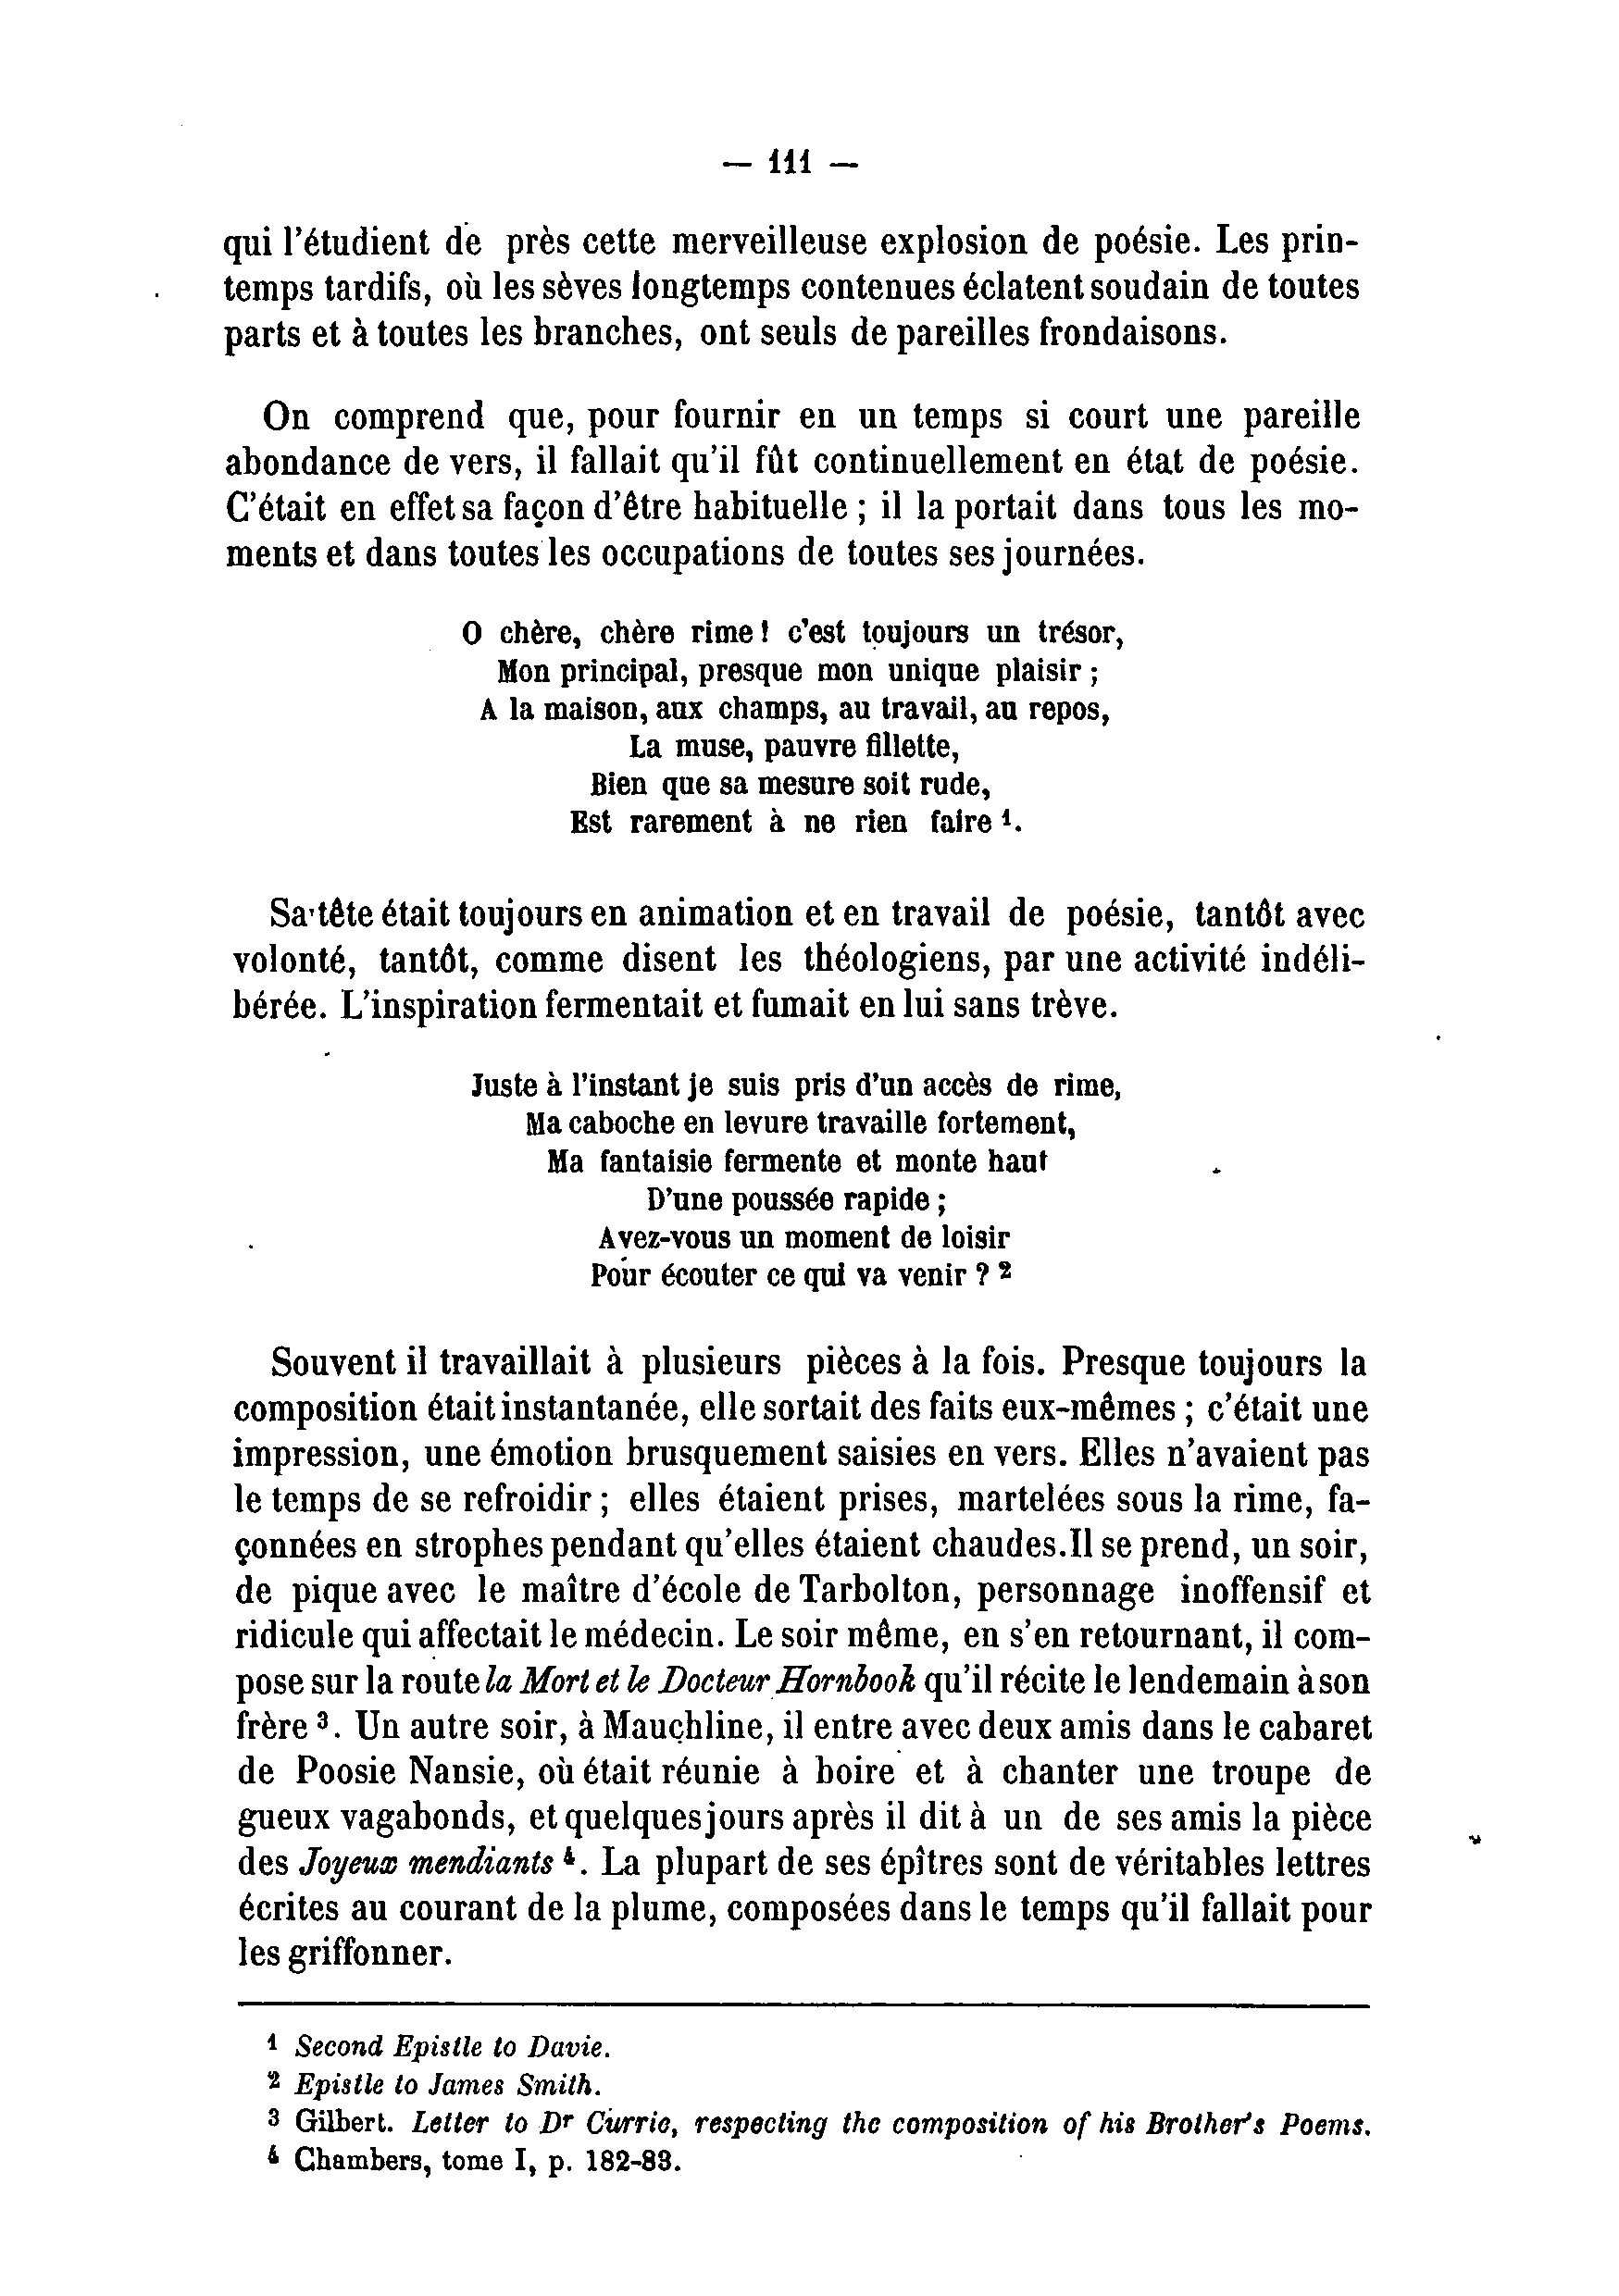 — 111 —
qui l'étudient de près cette merveilleuse explosion de poésie. Les prin-
temps tardifs, où les sèves longtemps contenues éclatent soudain de toutes
parts et à toutes les branches, ont seuls de pareilles frondaisons.
On comprend que, pour fournir en un temps si court une pareille
abondance de vers, il fallait qu'il fût continuellement en état de poésie.
C'était en effet sa façon d'être habituelle ; il la portait dans tous les mo-
ments et dans toutes les occupations de toutes ses journées.
O chère, chère rime ! c'est toujours un trésor,
Mon principal, presque mon unique plaisir ;
A la maison, aux champs, au travail, au repos,
La muse, pauvre fillette,
Bien que sa mesure soit rude,
Est rarement à ne rien faire ¹.
Sa tête était toujours en animation et en travail de poésie, tantôt avec
volonté, tantôt, comme disent les théologiens, par une activité indéli-
bérée. L'inspiration fermentait et fumait en lui sans trève.
Juste à l'instant je suis pris d'un accès de rime,
Ma caboche en levure travaille fortement,
Ma fantaisie fermente et monte haut
D'une poussée rapide ;
Avez-vous un moment de loisir
Pour écouter ce qui va venir ? ²
Souvent il travaillait à plusieurs pièces à la fois. Presque toujours la
composition était instantanée, elle sortait des faits eux-mêmes ; c'était une
impression, une émotion brusquement saisies en vers. Elles n'avaient pas
le temps de se refroidir ; elles étaient prises, martelées sous la rime, fa-
çonnées en strophes pendant qu'elles étaient chaudes. Il se prend, un soir,
de pique avec le maître d'école de Tarbolton, personnage inoffensif et
ridicule qui affectait le médecin. Le soir même, en s'en retournant, il com-
pose sur la route la Mort et le Docteur Hornbook qu'il récite le lendemain à son
frère ³. Un autre soir, à Mauchline, il entre avec deux amis dans le cabaret
de Poosie Nansie, où était réunie à boire et à chanter une troupe de
gueux vagabonds, et quelques jours après il dit à un de ses amis la pièce
des Joyeux mendiants ⁴. La plupart de ses épîtres sont de véritables lettres
écrites au courant de la plume, composées dans le temps qu'il fallait pour
les griffonner.
¹ Second Epistle to Davie.
² Epistle to James Smith.
³ Gilbert. Letter to Dʳ Currie, respecting the composition of his Brother's Poems.
⁴ Chambers, tome I, p. 182-83.